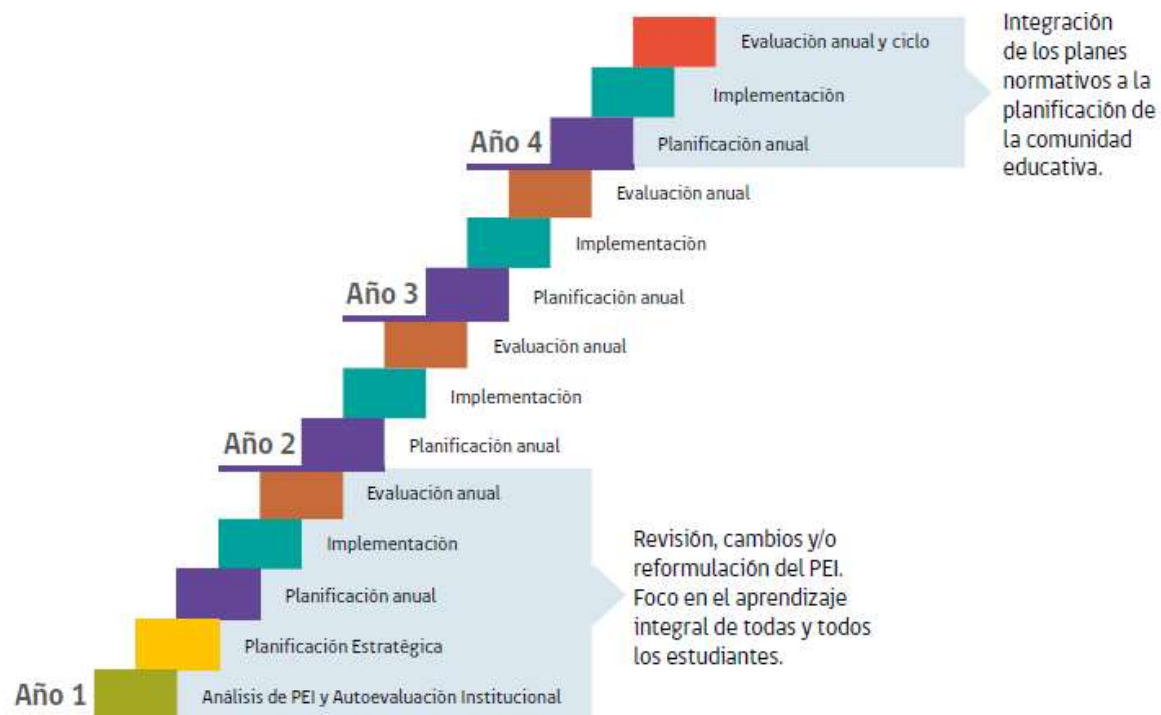 Evaluación anual y ciclo
Implementación
Año 4
Planificación anual
Integración
de los planes
normativos a la
planificación de
la comunidad
educativa.
Evaluación anual
Implementación
Año 3
Planificación anual
Evaluación anual
Implementación
Año 2
Planificación anual
Evaluación anual
Implementación
Planificación anual
Planificación Estratêgica
Año 1
Análisis de PEI y Autoevaluación Institucional
Revisión, cambios y/o
reformulación del PEI.
Foco en el aprendizaje
integral de todas y todos
los estudiantes.